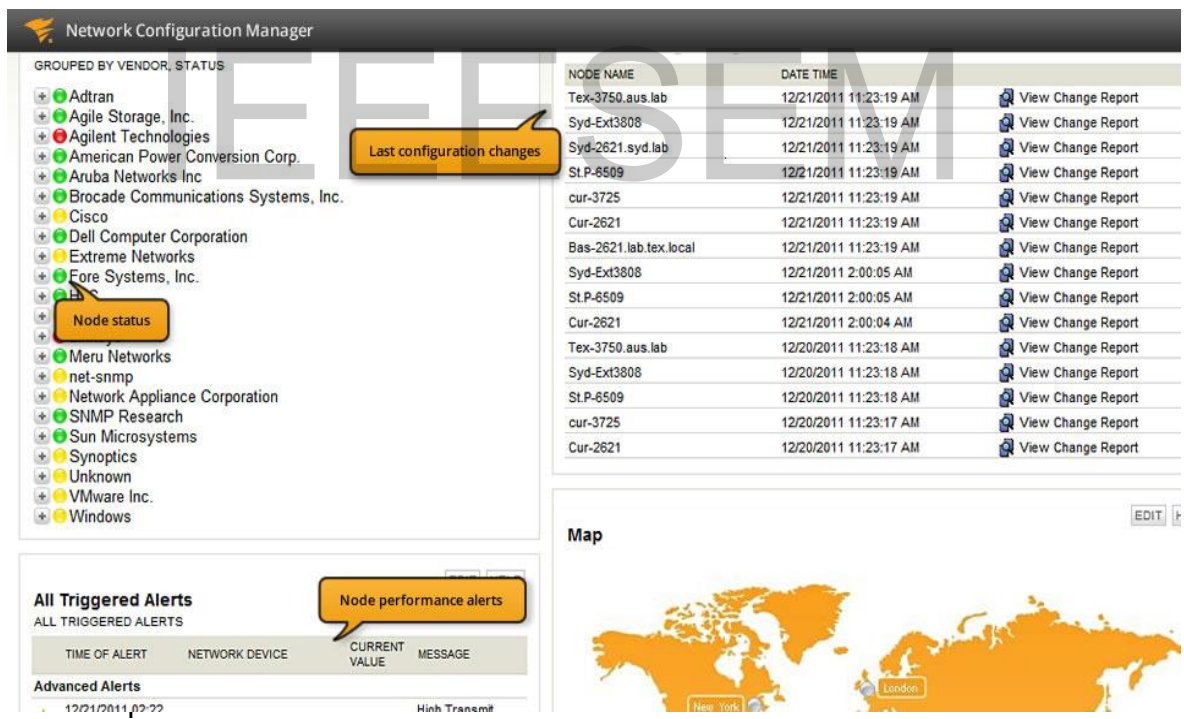 Network Configuration Manager
IEEESEM
GROUPED BY VENDOR, STATUS
Adtran
Agile Storage, Inc.
Agilent Technologies
American Power Conversion Corp.
Aruba Networks Inc
Brocade Communications Systems, Inc.
Cisco
Dell Computer Corporation
Extreme Networks
Fore Systems, Inc.
Node status
Meru Networks
net-snmp
Network Appliance Corporation
SNMP Research
Sun Microsystems
Synoptics
Unknown
VMware Inc.
Windows
Last configuration changes
NODE NAME DATE TIME
Tex-3750.aus.lab 12/21/2011 11:23:19 AM View Change Report
Syd-Ext3808 12/21/2011 11:23:19 AM View Change Report
Syd-2621.syd.lab 12/21/2011 11:23:19 AM View Change Report
St.P-6509 12/21/2011 11:23:19 AM View Change Report
cur-3725 12/21/2011 11:23:19 AM View Change Report
Cur-2621 12/21/2011 11:23:19 AM View Change Report
Bas-2621.lab.tex.local 12/21/2011 11:23:19 AM View Change Report
Syd-Ext3808 12/21/2011 2:00:05 AM View Change Report
St.P-6509 12/21/2011 2:00:05 AM View Change Report
Cur-2621 12/21/2011 2:00:04 AM View Change Report
Tex-3750.aus.lab 12/20/2011 11:23:18 AM View Change Report
Syd-Ext3808 12/20/2011 11:23:18 AM View Change Report
St.P-6509 12/20/2011 11:23:18 AM View Change Report
cur-3725 12/20/2011 11:23:17 AM View Change Report
Cur-2621 12/20/2011 11:23:17 AM View Change Report
All Triggered Alerts
ALL TRIGGERED ALERTS
Node performance alerts
TIME OF ALERT NETWORK DEVICE CURRENT VALUE MESSAGE
Advanced Alerts
12/21/2011 02:22 High Transmit
EDIT H
Map
London
New York